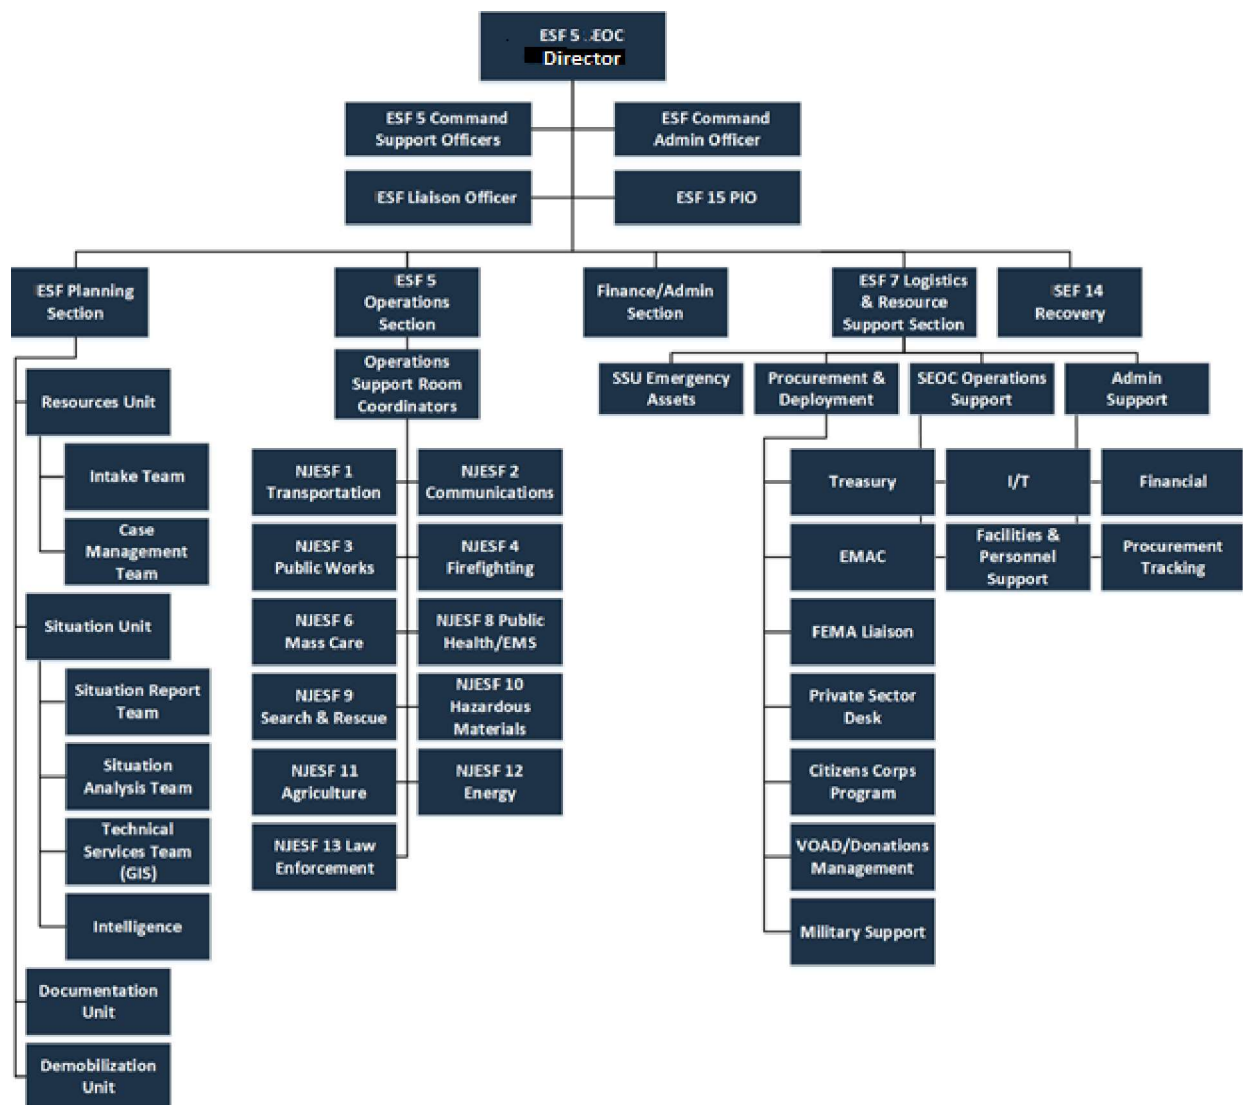 ESF 5 .EOC
Director
ESF 5 Command
Support Officers
ESF Command
Admin Officer
ESF Liaison Officer
ESF 15 PIO
ESF Planning
Section
ESF 5
Operations
Section
Finance/Admin
Section
ESF 7 Logistics
& Resource
Support Section
SEF 14
Recovery
Operations
Support Room
Coordinators
SSU Emergency
Assets
Procurement &
Deployment
SEOC Operations
Support
Admin
Support
Resources Unit
Intake Team
Case
Management
Team
Situation Unit
Situation Report
Team
Situation
Analysis Team
Technical
Services Team
(GIS)
Intelligence
Documentation
Unit
Demobilization
Unit
NJESF 1
Transportation
NJESF 2
Communications
NJESF 3
Public Works
NJESF 4
Firefighting
NJESF 6
Mass Care
NJESF 8 Public
Health/EMS
NJESF 9
Search & Rescue
NJESF 10
Hazardous
Materials
NJESF 11
Agriculture
NJESF 12
Energy
NJESF 13 Law
Enforcement
Treasury
EMAC
FEMA Liaison
Private Sector
Desk
Citizens Corps
Program
VOAD/Donations
Management
Military Support
I/T
Facilities &
Personnel
Support
Financial
Procurement
Tracking